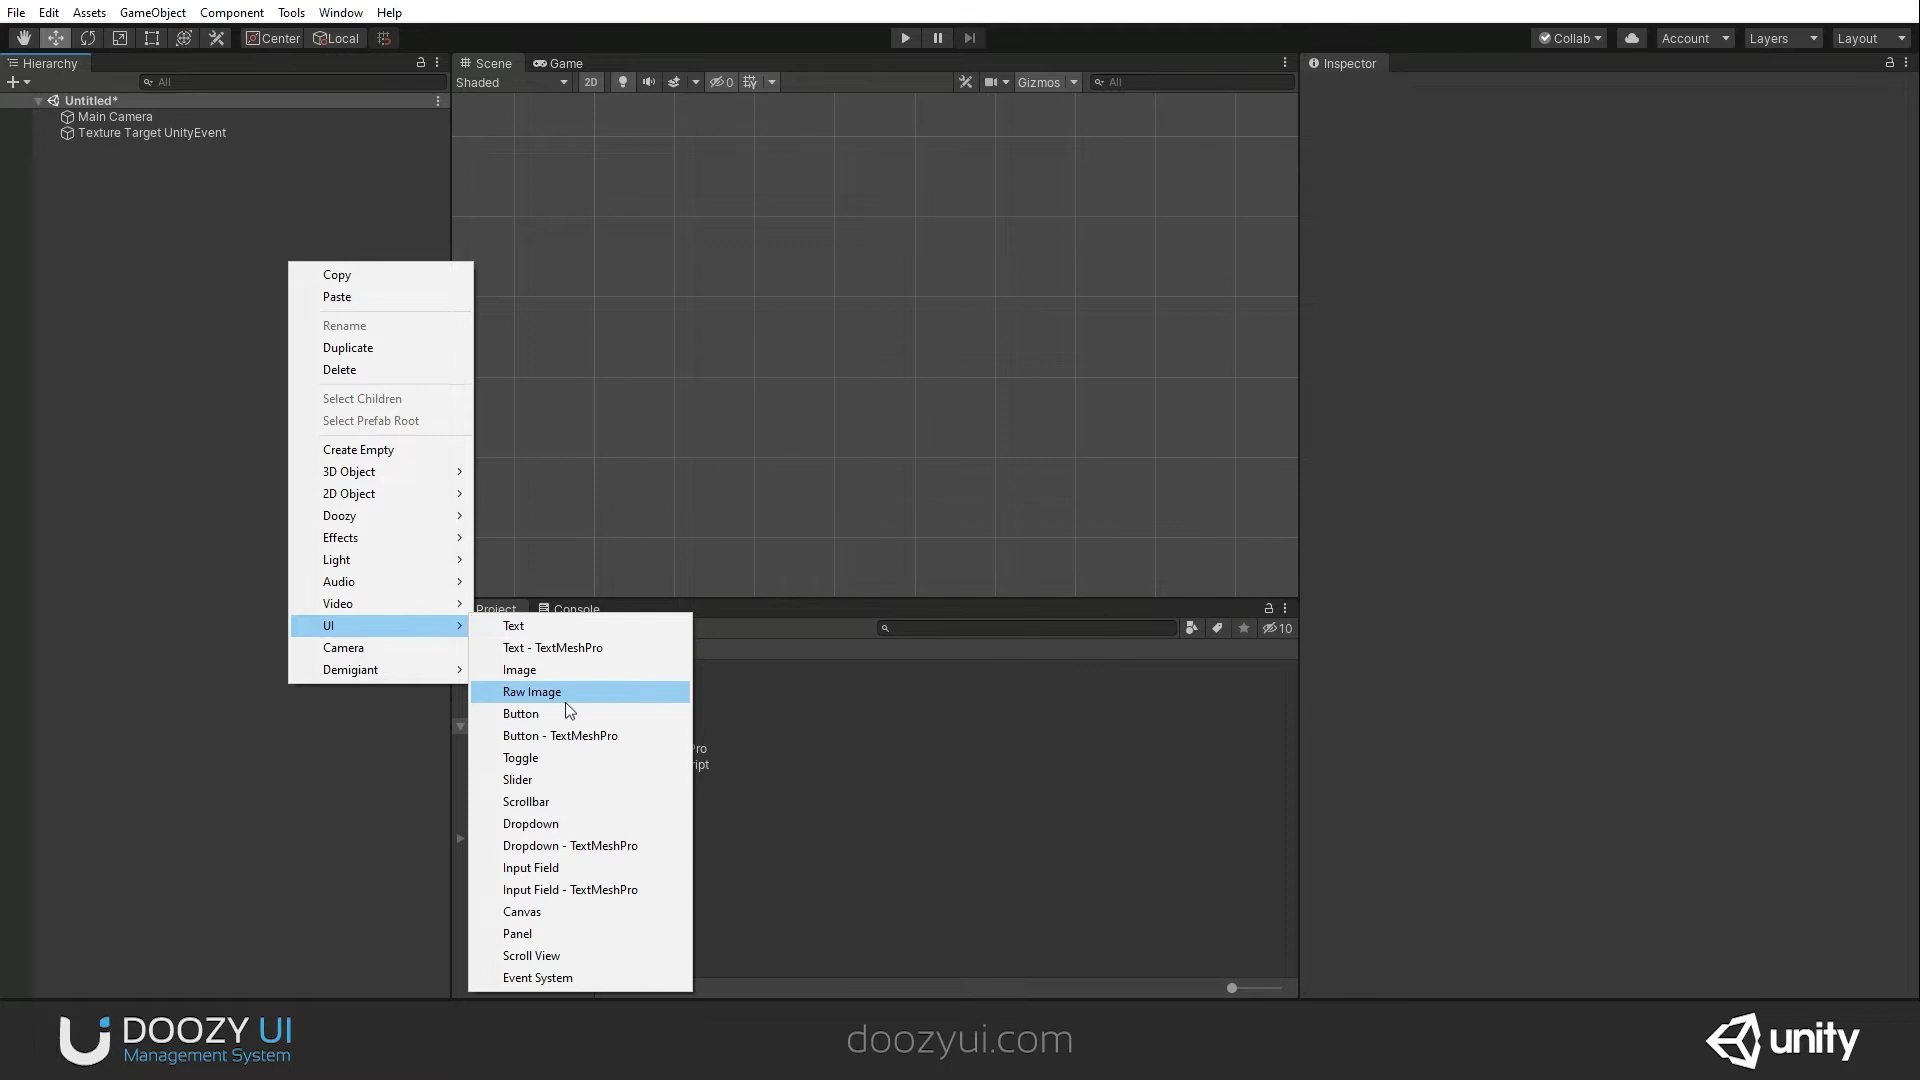 File Edit Assets GameObject Component Tools Window Help
Center Local Collab Account Layers Layout
Hierarchy
All
Untitled*
Main Camera
Texture Target UnityEvent
Scene Game
Shaded 2D 0 Gizmos All
Inspector
Copy
Paste
Rename
Duplicate
Delete
Select Children
Select Prefab Root
Create Empty
3D Object
2D Object
Doozy
Effects
Light
Audio
Video
UI
Camera
Demigiant
Project Console
10
Text
Text - TextMeshPro
Image
Raw Image
Button
Button - TextMeshPro
Toggle
Slider
Scrollbar
Dropdown
Dropdown - TextMeshPro
Input Field
Input Field - TextMeshPro
Canvas
Panel
Scroll View
Event System
DOOZY UI
Management System
doozyui.com
unity